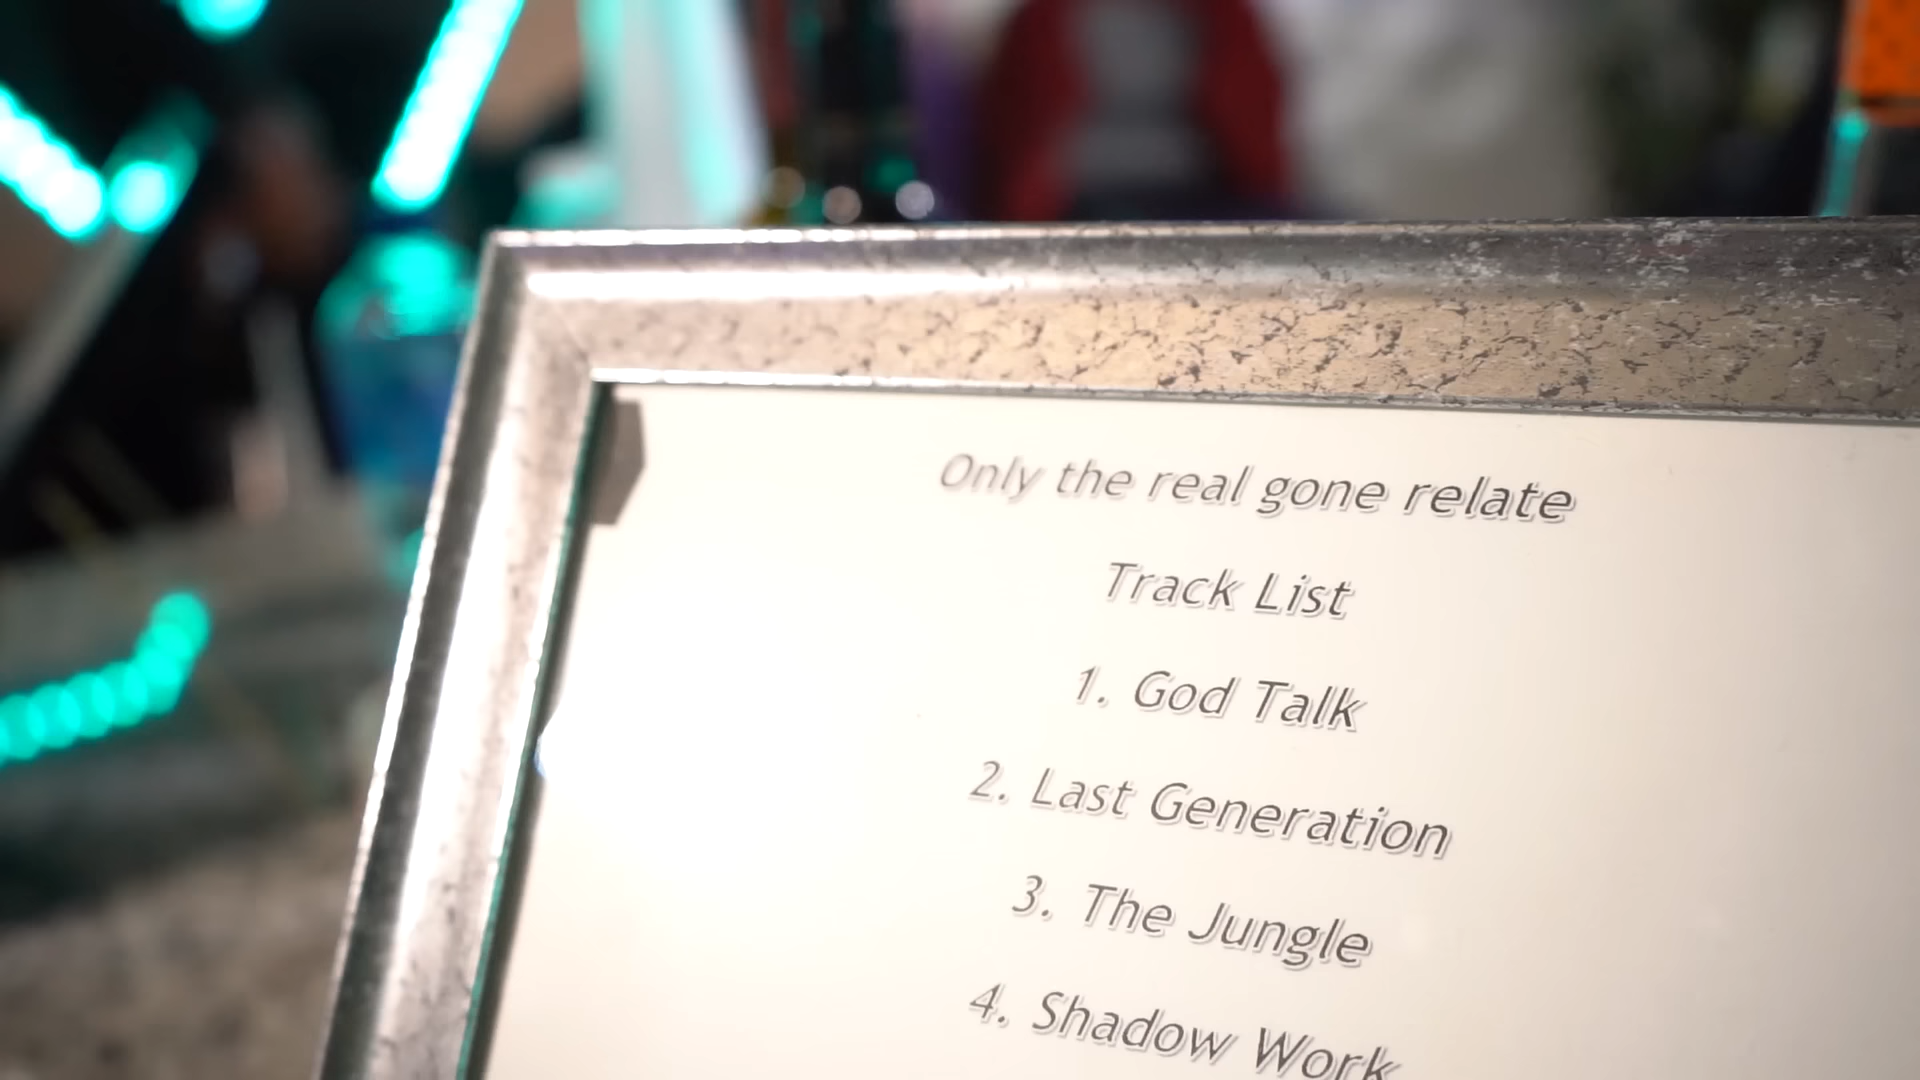 Only the real gone relate
Track List
1. God Talk
2. Last Generation
3. The Jungle
4. Shadow Work